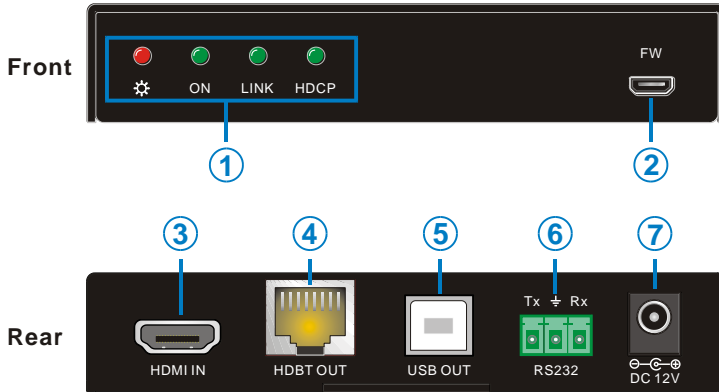 Front
FW
ON LINK HDCP
1
2
3
4
5
6
7
Tx Rx
Rear
HDMI IN
HDBT OUT
USB OUT
RS232
DC 12V